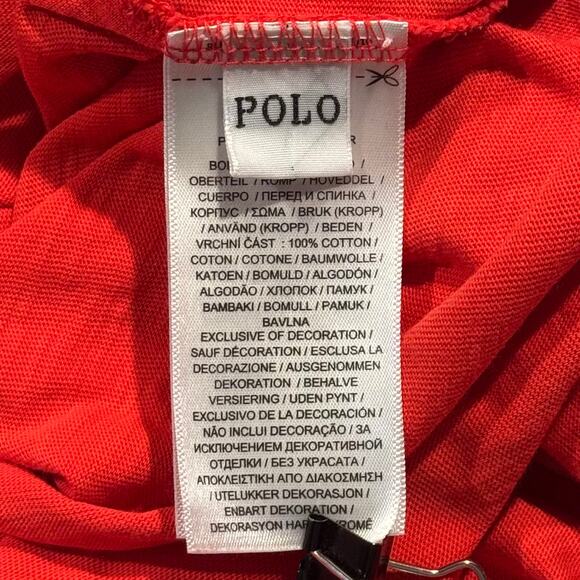 POLO
OBERTEIL / RUMP / HOVEDDEL /
CUERPO / ПЕРЕД И СПИНКА /
КОРПУС / ΣΩΜΑ / BRUK (KROPP)
/ ANVÄND (KROPP) / BEDEN /
VRCHNÍ ČÁST : 100% COTTON /
COTON / COTONE / BAUMWOLLE /
KATOEN / BOMULD / ALGODÓN /
ALGODÃO / ХЛОПОК / ПАМУК /
ΒΑΜΒΑΚΙ / BOMULL / PAMUK /
BAVLNA
EXCLUSIVE OF DECORATION /
SAUF DÉCORATION / ESCLUSA LA
DECORAZIONE / AUSGENOMMEN
DEKORATION / BEHALVE
VERSIERING / UDEN PYNT /
EXCLUSIVO DE LA DECORACIÓN /
NÃO INCLUI DECORAÇÃO / ЗА
ИСКЛЮЧЕНИЕМ ДЕКОРАТИВНОЙ
ОТДЕЛКИ / БЕЗ УКРАСАТА /
ΑΠΟΚΛΕΙΣΤΙΚΗ ΑΠΟ ΔΙΑΚΟΣΜΗΣΗ
/ UTELUKKER DEKORASJON /
ENBART DEKORATION /
DEKORASYON